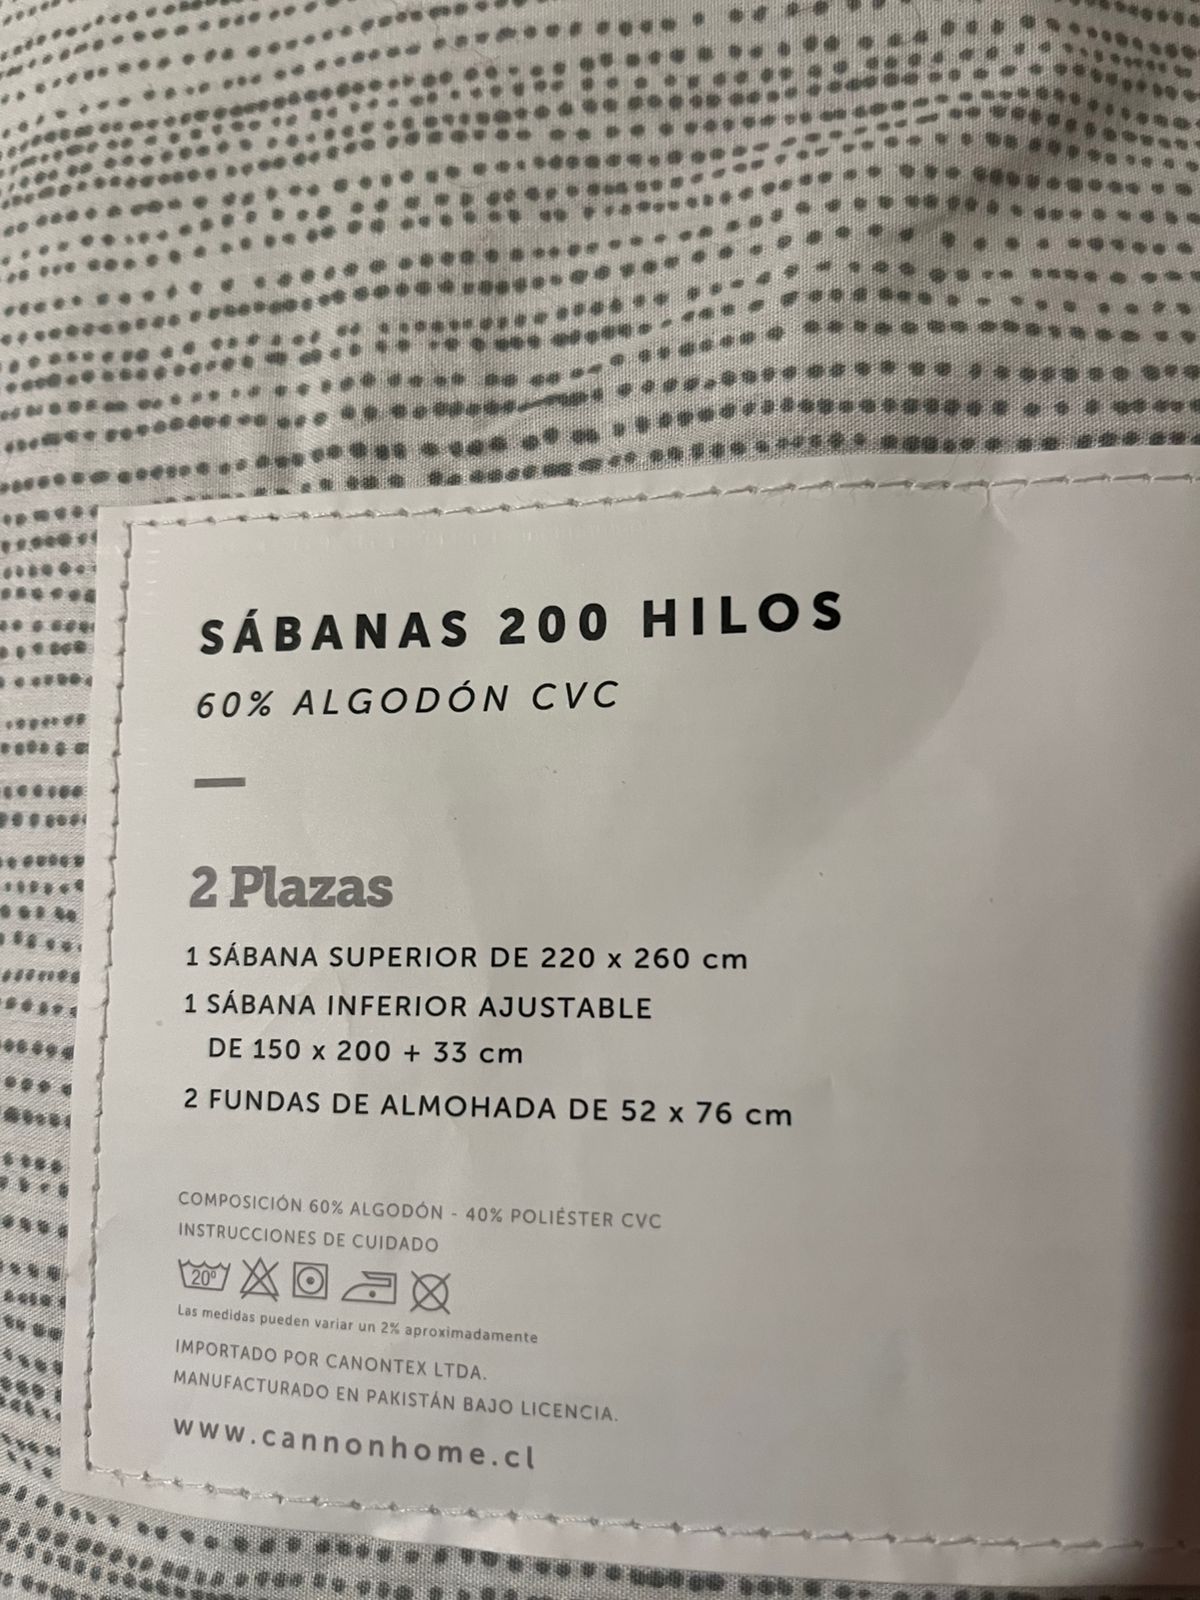 SÁBANAS 200 HILOS
60% ALGODÓN CVC
2 Plazas
1 SÁBANA SUPERIOR DE 220 x 260 cm
1 SÁBANA INFERIOR AJUSTABLE
DE 150 x 200 + 33 cm
2 FUNDAS DE ALMOHADA DE 52 x 76 cm
COMPOSICIÓN 60% ALGODÓN - 40% POLIÉSTER CVC
INSTRUCCIONES DE CUIDADO
20º
Las medidas pueden variar un 2% aproximadamente
IMPORTADO POR CANONTEX LTDA.
MANUFACTURADO EN PAKISTÁN BAJO LICENCIA.
www.cannonhome.cl